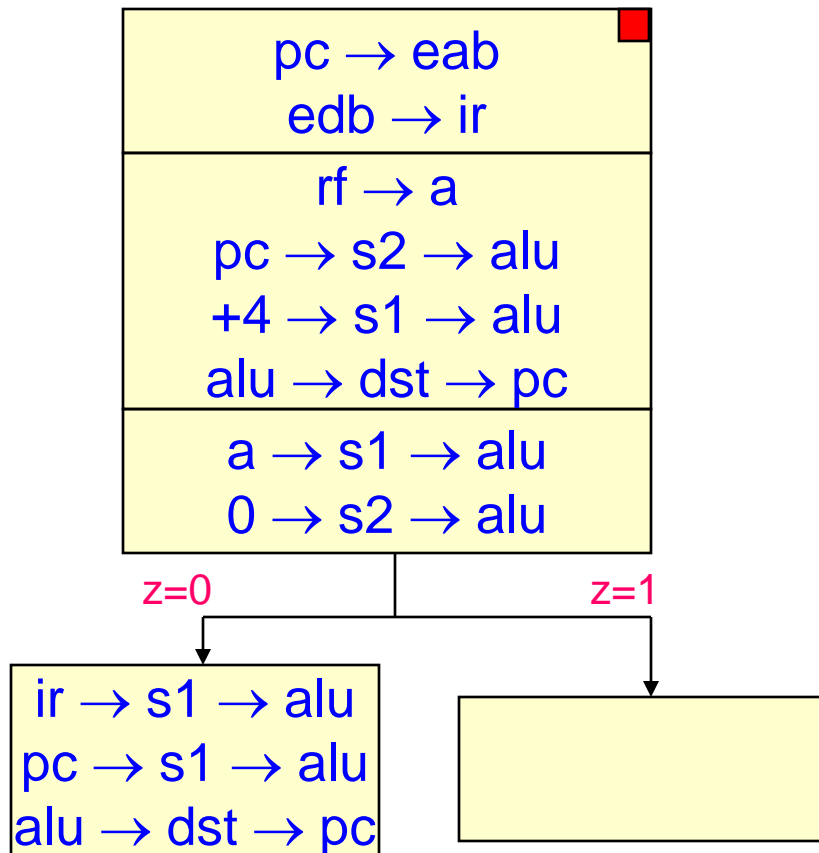 pc → eab
edb → ir
rf → a
pc → s2 → alu
+4 → s1 → alu
alu → dst → pc
a → s1 → alu
0 → s2 → alu
z=0
z=1
ir → s1 → alu
pc → s1 → alu
alu → dst → pc